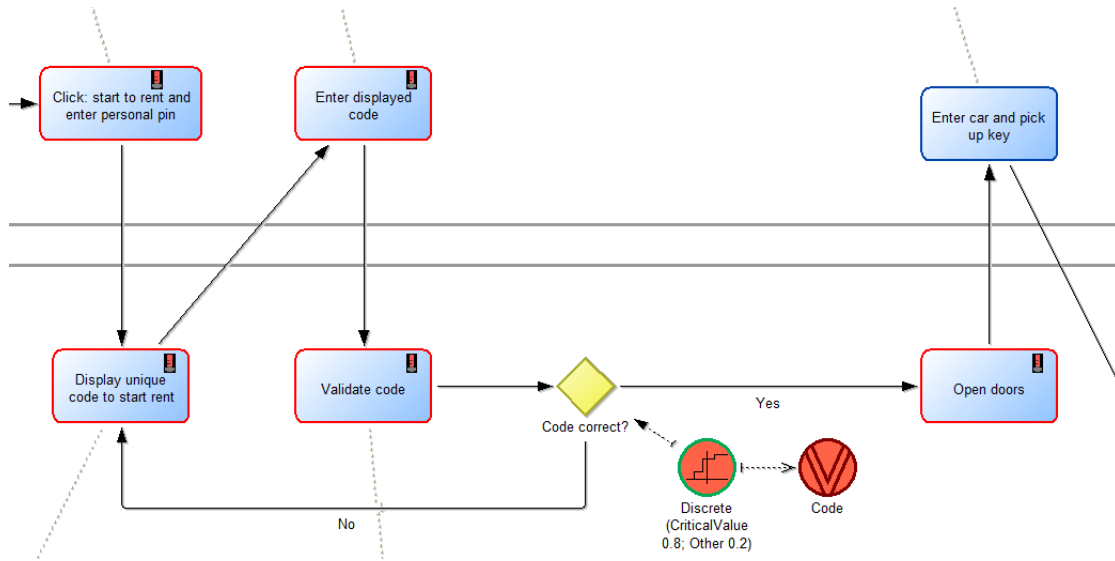 Click: start to rent and
enter personal pin
Enter displayed
code
Enter car and pick
up key
Display unique
code to start rent
Validate code
Code correct?
Yes
Open doors
No
Discrete
(CriticalValue
0.8; Other 0.2)
Code